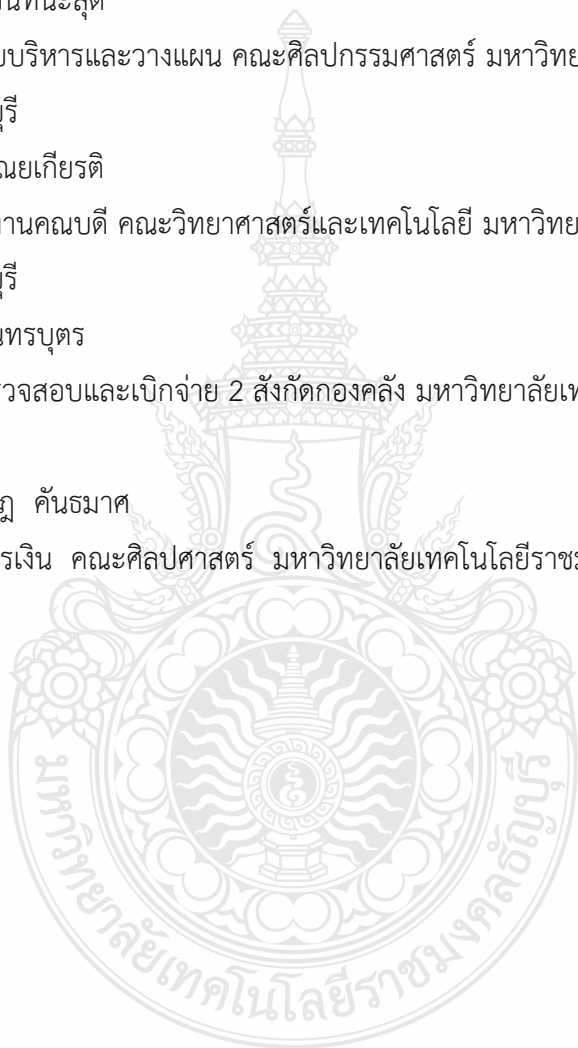 ันทนะสุด
ยบริหารและวางแผน คณะศิลปกรรมศาสตร์ มหาวิทย
ุรี
ณยเกียรติ
านคณบดี คณะวิทยาศาสตร์และเทคโนโลยี มหาวิทย
ุรี
ันทรบุตร
รวจสอบและเบิกจ่าย 2 สังกัดกองคลัง มหาวิทยาลัยเท
ฎ คันธมาศ
ารเงิน คณะศิลปศาสตร์ มหาวิทยาลัยเทคโนโลยีราชม
มหาวิทยาลัยเทคโนโลยีราชมงคลธัญบุรี